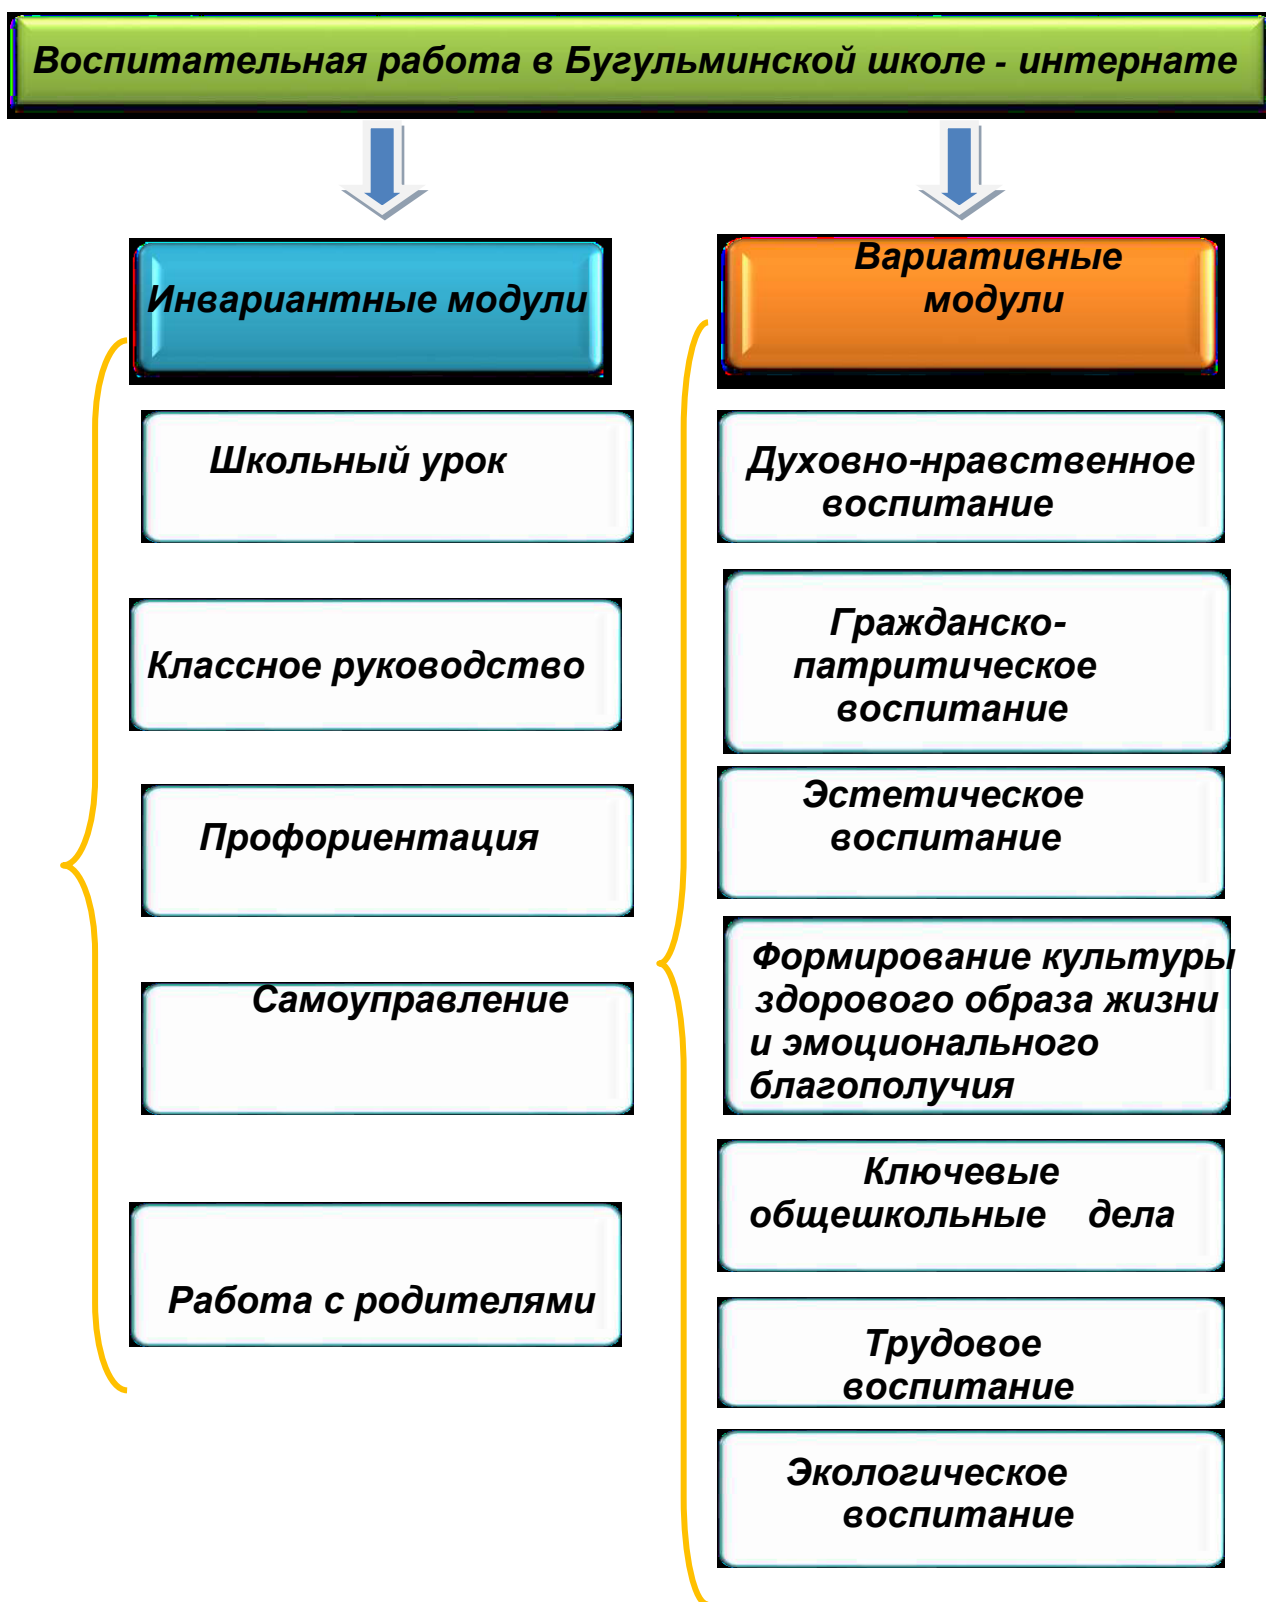 Воспитательная работа в Бугульминской школе - интернате
Инвариантные модули
Школьный урок
Классное руководство
Профориентация
Самоуправление
Работа с родителями
Вариативные
модули
Духовно-нравственное
воспитание
Гражданско-
патритическое
воспитание
Эстетическое
воспитание
Формирование культуры
здорового образа жизни
и эмоционального
благополучия
Ключевые
общешкольные дела
Трудовое
воспитание
Экологическое
воспитание